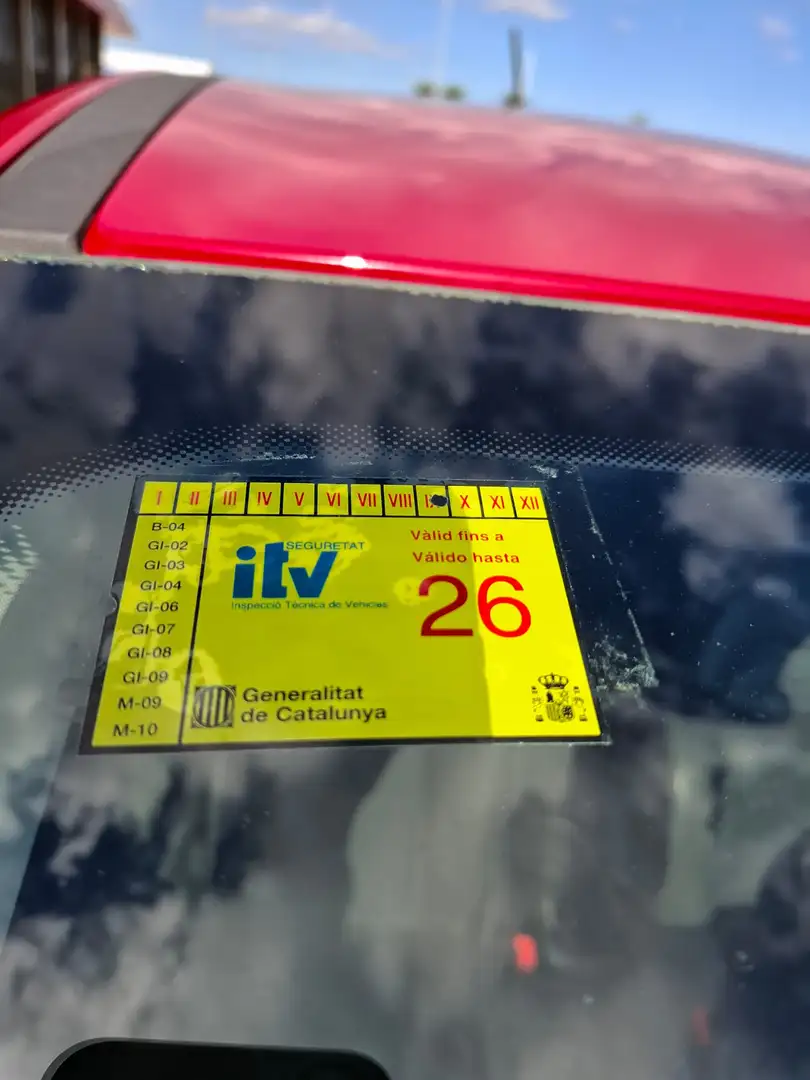 I II III IV V VI VII VIII IX X XI XII
B-04
GI-02
GI-03
GI-04
GI-06
GI-07
GI-08
GI-09
M-09
M-10
itv SEGURETAT
Inspecció Tècnica de Vehicles
Vàlid fins a
Válido hasta
26
Generalitat
de Catalunya